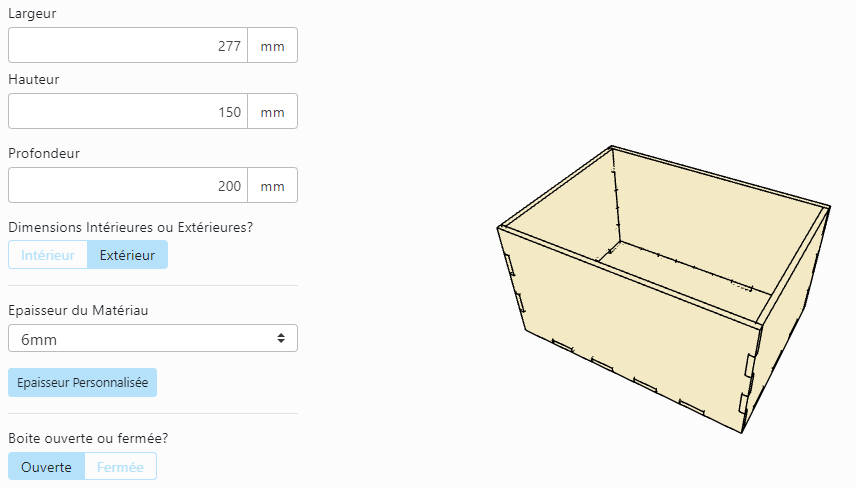 Largeur
277 mm
Hauteur
150 mm
Profondeur
200 mm
Dimensions Intérieures ou Extérieures?
Intérieur Extérieur
Epaisseur du Matériau
6mm
Epaisseur Personnalisée
Boite ouverte ou fermée?
Ouverte Fermée